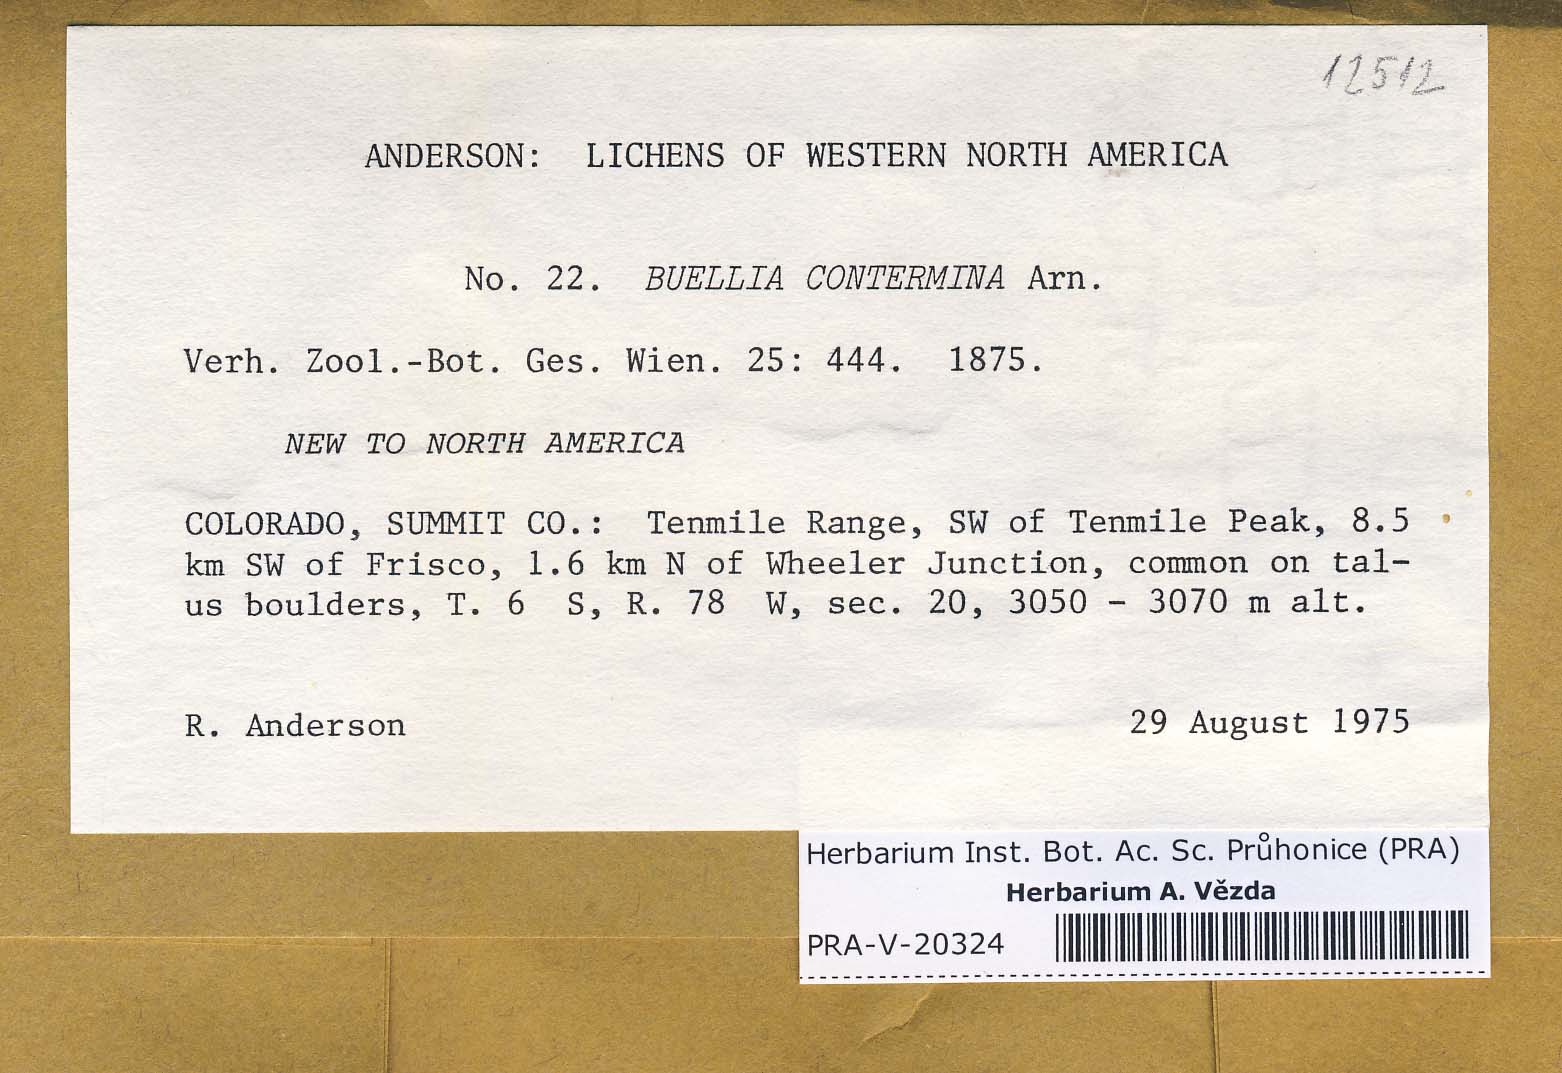 12512
ANDERSON: LICHENS OF WESTERN NORTH AMERICA
No. 22. BUELLIA CONTERMINA Arn.
Verh. Zool.-Bot. Ges. Wien. 25: 444. 1875.
NEW TO NORTH AMERICA
COLORADO, SUMMIT CO.: Tenmile Range, SW of Tenmile Peak, 8.5
km SW of Frisco, 1.6 km N of Wheeler Junction, common on tal-
us boulders, T. 6 S, R. 78 W, sec. 20, 3050 - 3070 m alt.
R. Anderson 29 August 1975
Herbarium Inst. Bot. Ac. Sc. Průhonice (PRA)
Herbarium A. Vězda
PRA-V-20324